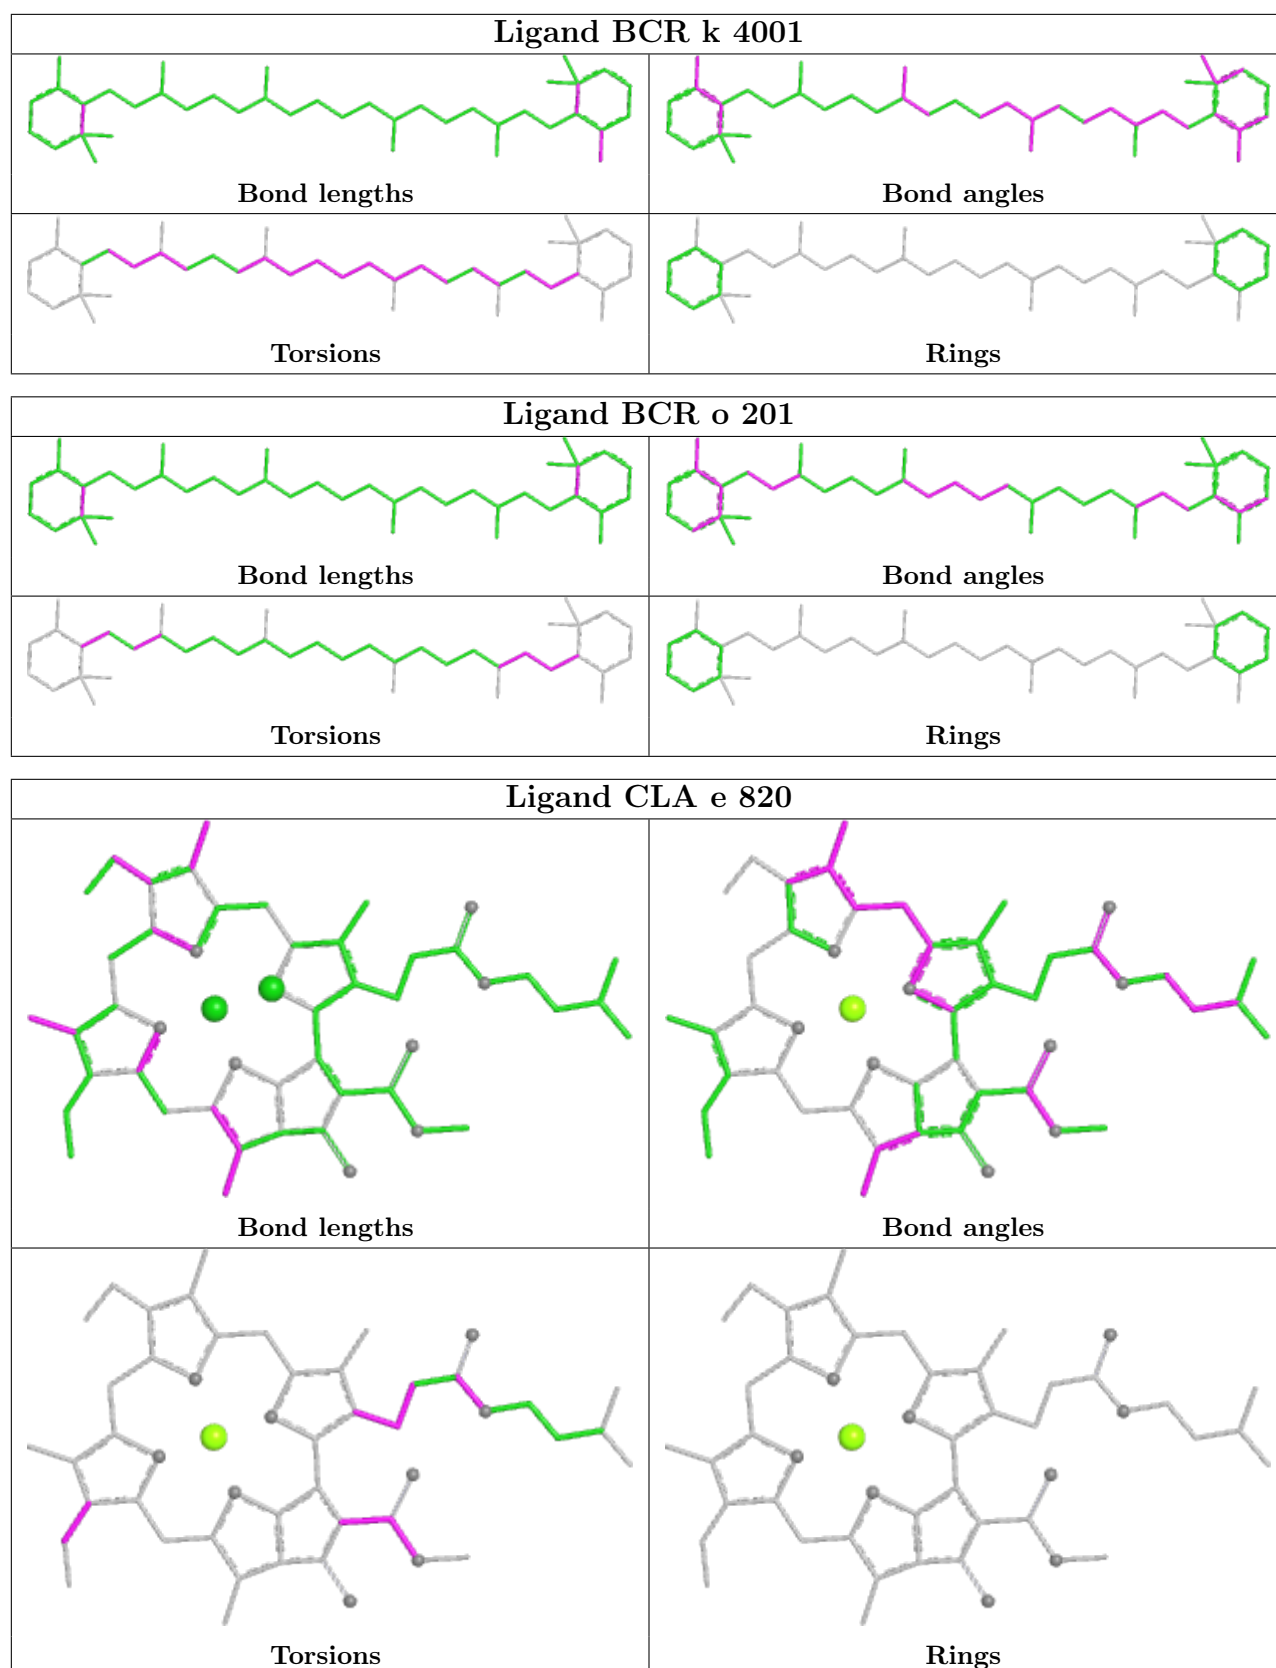 Ligand BCR k 4001
Bond lengths
Bond angles
Torsions
Rings
Ligand BCR o 201
Bond lengths
Bond angles
Torsions
Rings
Ligand CLA e 820
Bond lengths
Bond angles
Torsions
Rings